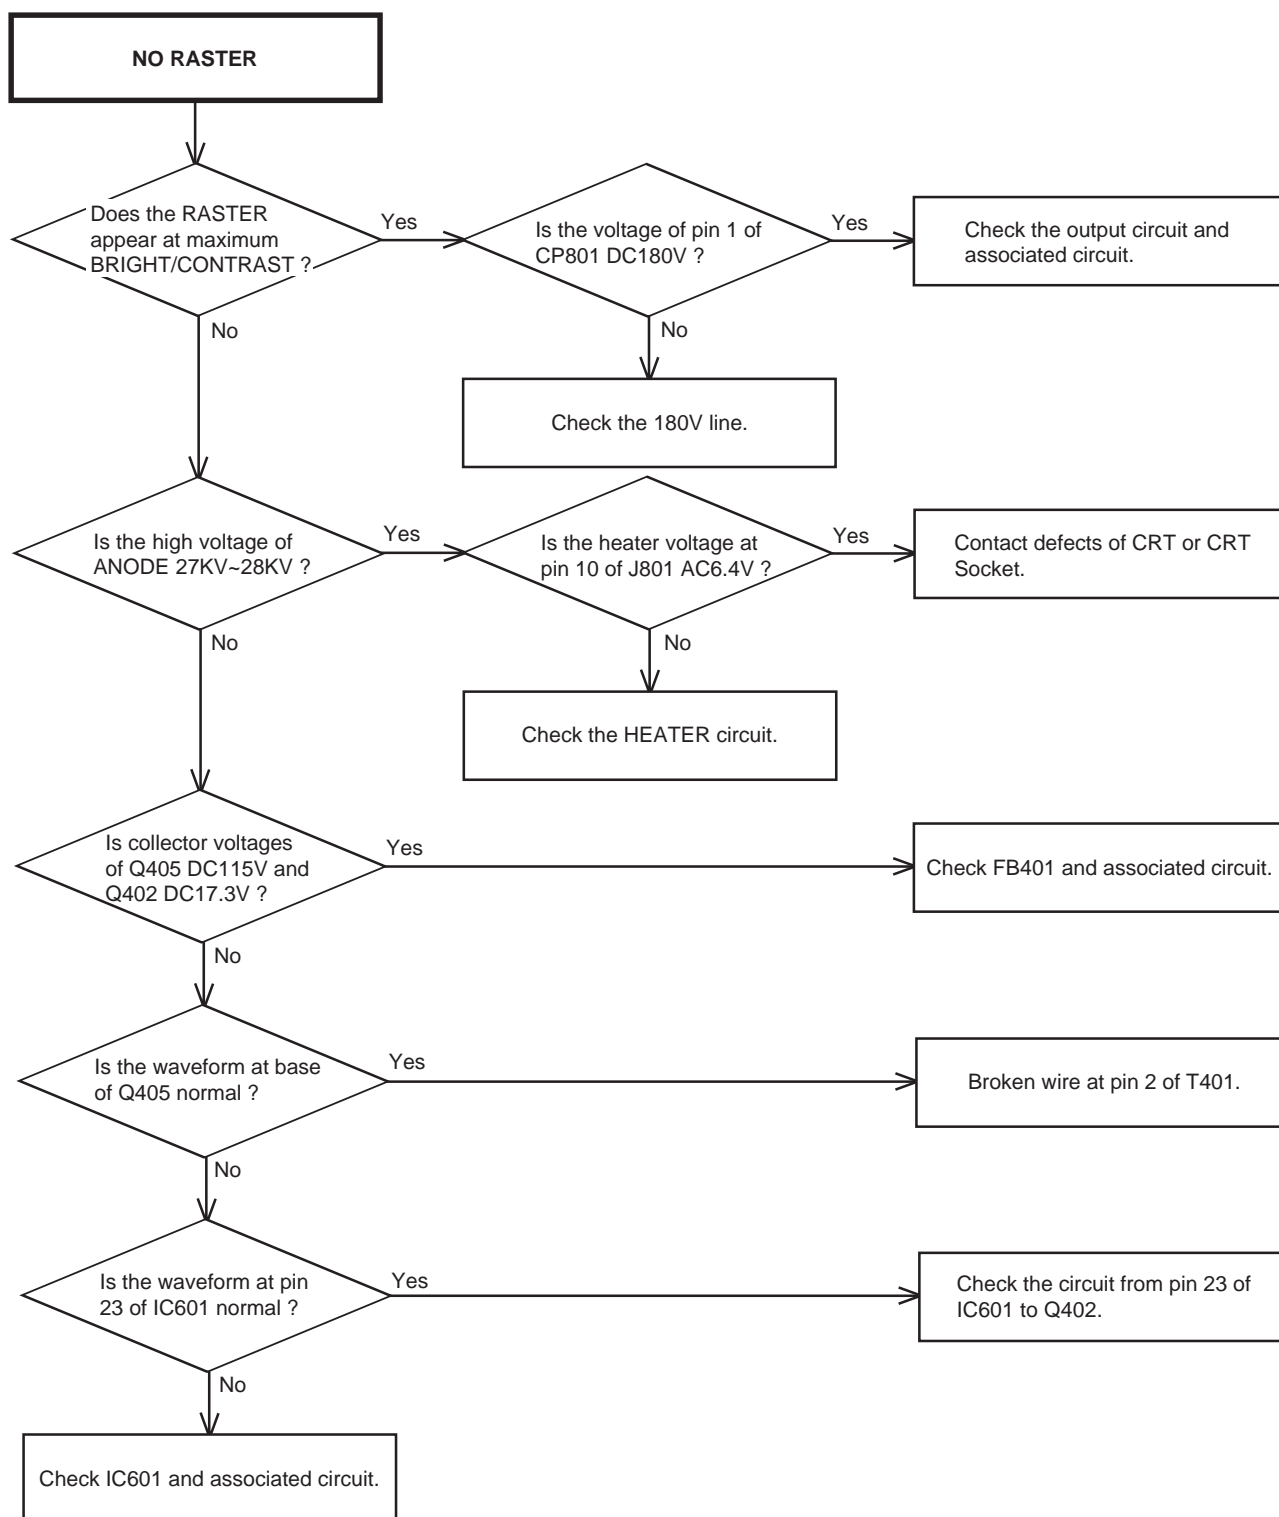 NO RASTER
Does the RASTER
appear at maximum
BRIGHT/CONTRAST ?
Yes
Is the voltage of pin 1 of
CP801 DC180V ?
Yes
Check the output circuit and
associated circuit.
No
No
Check the 180V line.
Is the high voltage of
ANODE 27KV~28KV ?
Yes
Is the heater voltage at
pin 10 of J801 AC6.4V ?
Yes
Contact defects of CRT or CRT
Socket.
No
No
Check the HEATER circuit.
Is collector voltages
of Q405 DC115V and
Q402 DC17.3V ?
Yes
Check FB401 and associated circuit.
No
Is the waveform at base
of Q405 normal ?
Yes
Broken wire at pin 2 of T401.
No
Is the waveform at pin
23 of IC601 normal ?
Yes
Check the circuit from pin 23 of
IC601 to Q402.
No
Check IC601 and associated circuit.